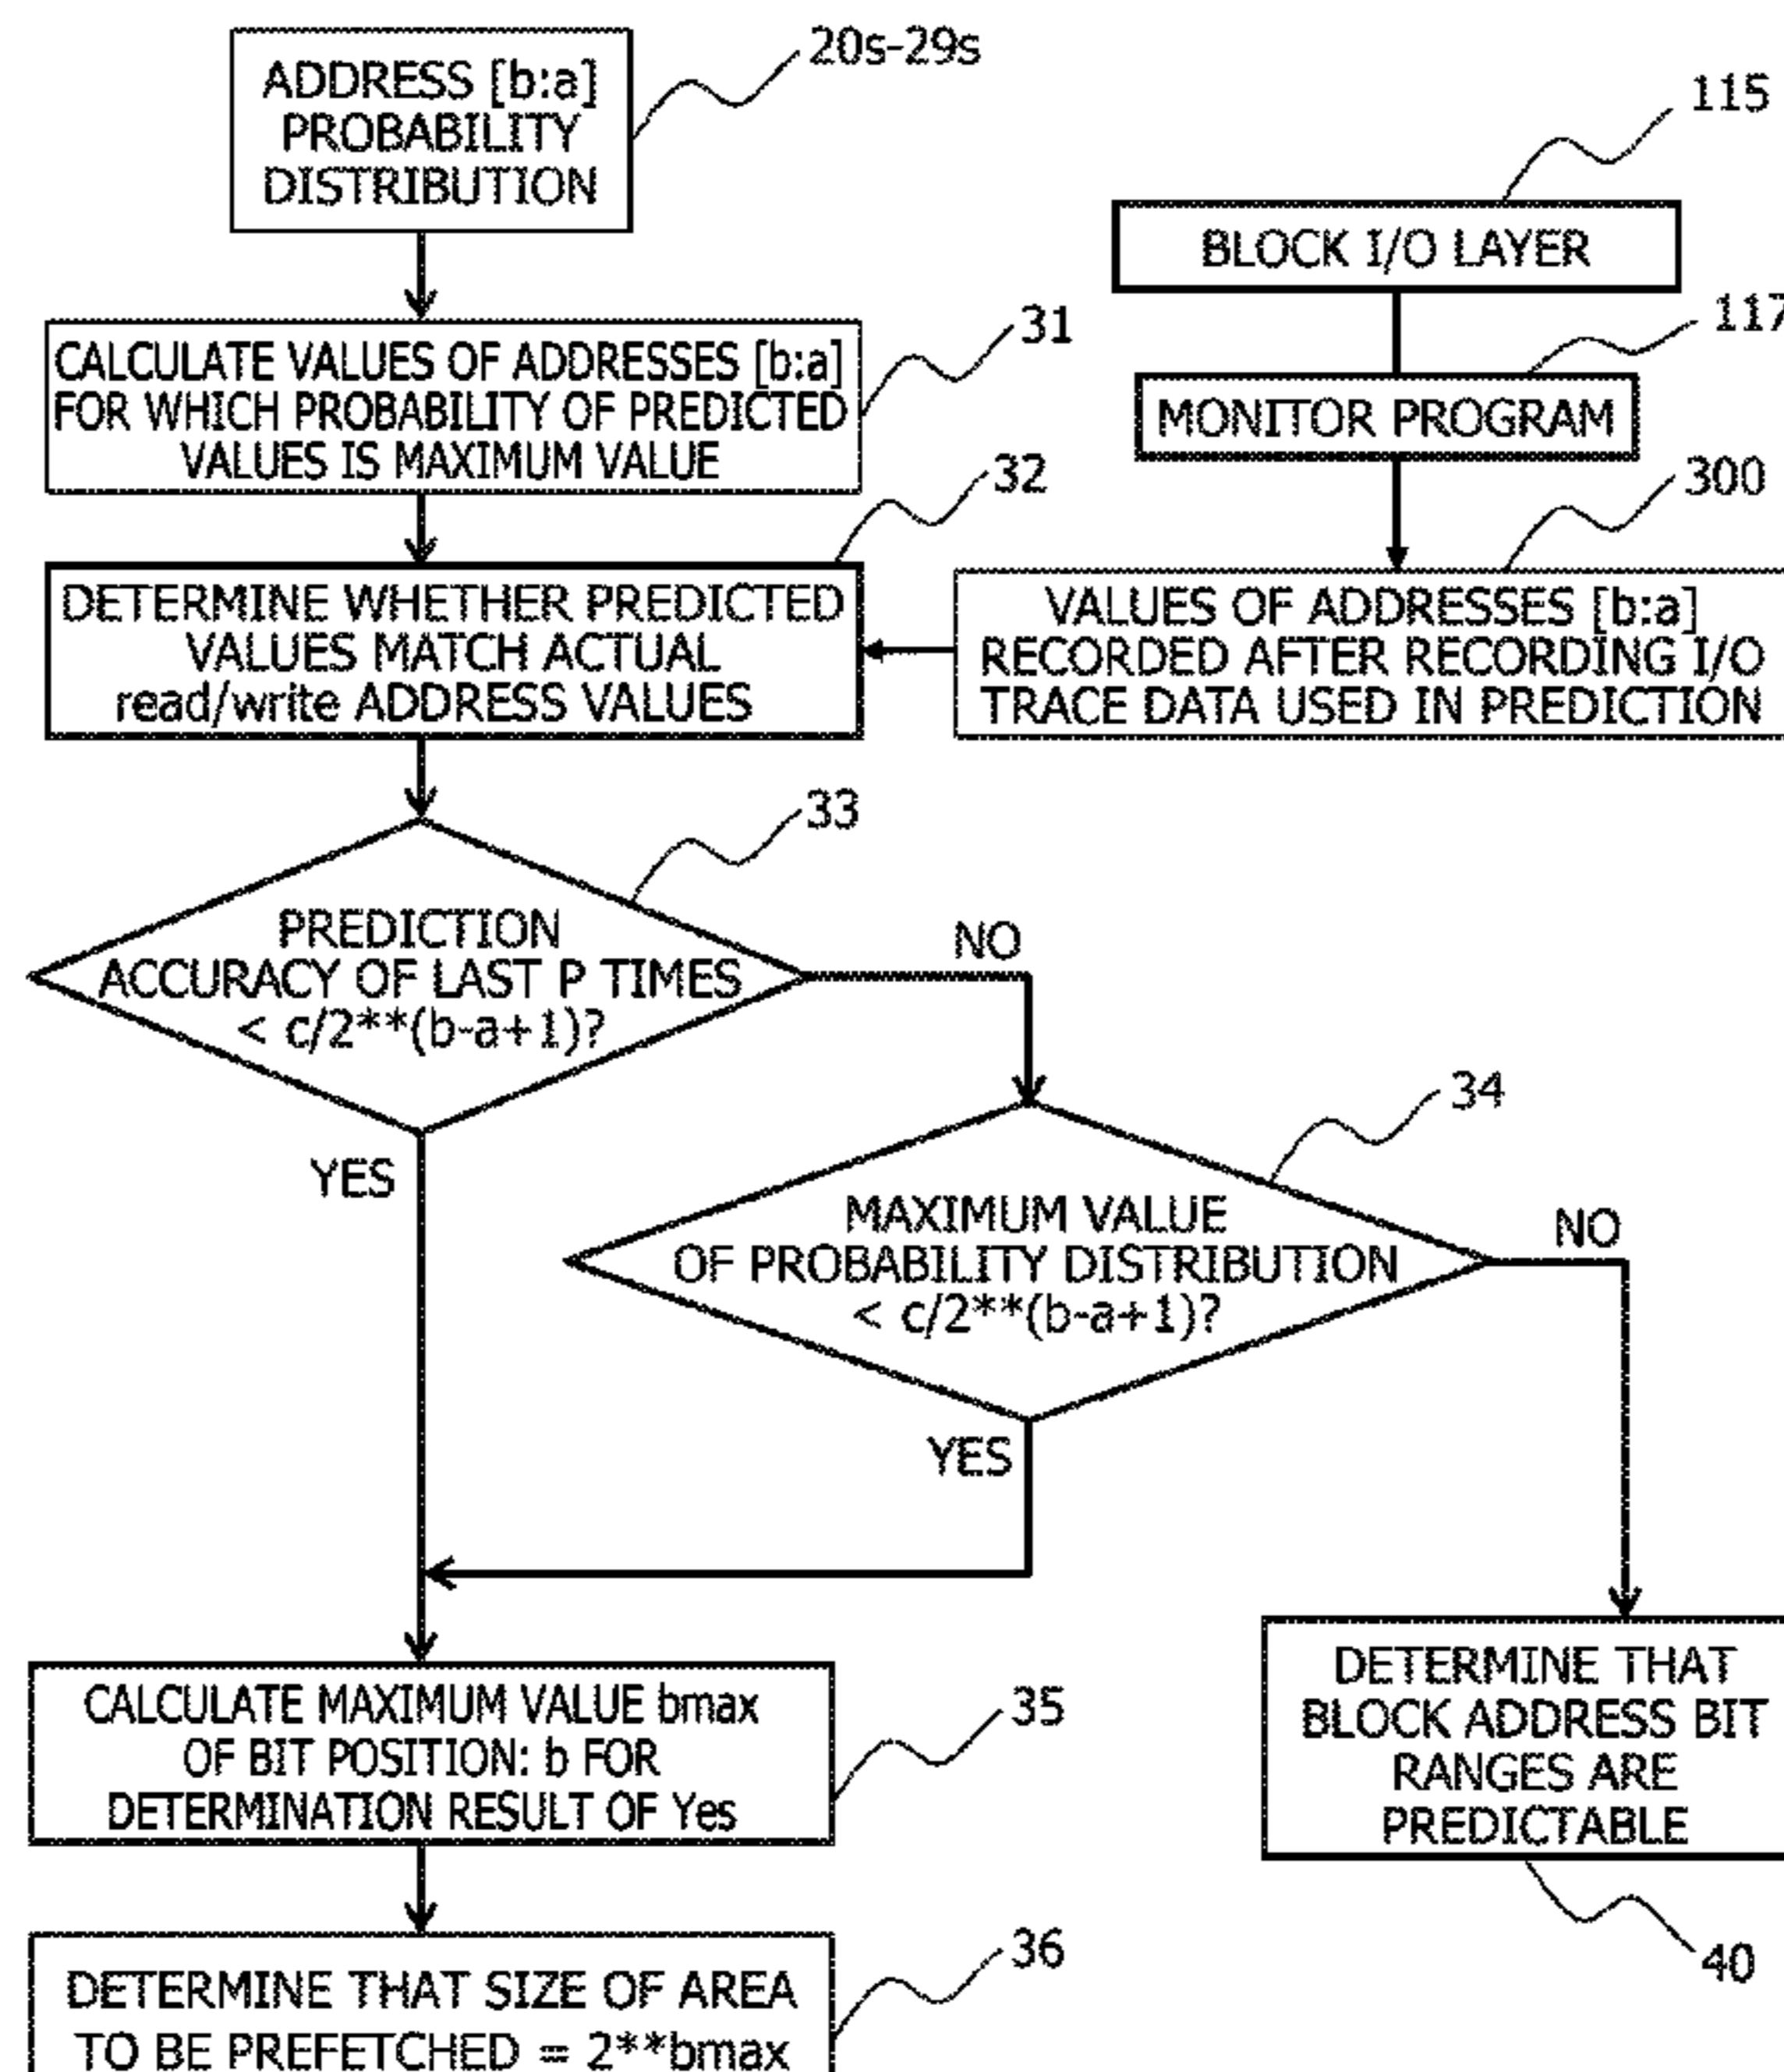 ADDRESS [b:a]
PROBABILITY
DISTRIBUTION
20s-29s
115
BLOCK I/O LAYER
117
MONITOR PROGRAM
CALCULATE VALUES OF ADDRESSES [b:a]
FOR WHICH PROBABILITY OF PREDICTED
VALUES IS MAXIMUM VALUE
31
300
VALUES OF ADDRESSES [b:a]
RECORDED AFTER RECORDING I/O
TRACE DATA USED IN PREDICTION
32
DETERMINE WHETHER PREDICTED
VALUES MATCH ACTUAL
read/write ADDRESS VALUES
33
PREDICTION
ACCURACY OF LAST P TIMES
< c/2**(b-a+1)?
NO
YES
34
MAXIMUM VALUE
OF PROBABILITY DISTRIBUTION
< c/2**(b-a+1)?
NO
YES
CALCULATE MAXIMUM VALUE bmax
OF BIT POSITION: b FOR
DETERMINATION RESULT OF Yes
35
DETERMINE THAT
BLOCK ADDRESS BIT
RANGES ARE
PREDICTABLE
40
DETERMINE THAT SIZE OF AREA
TO BE PREFETCHED = 2**bmax
36